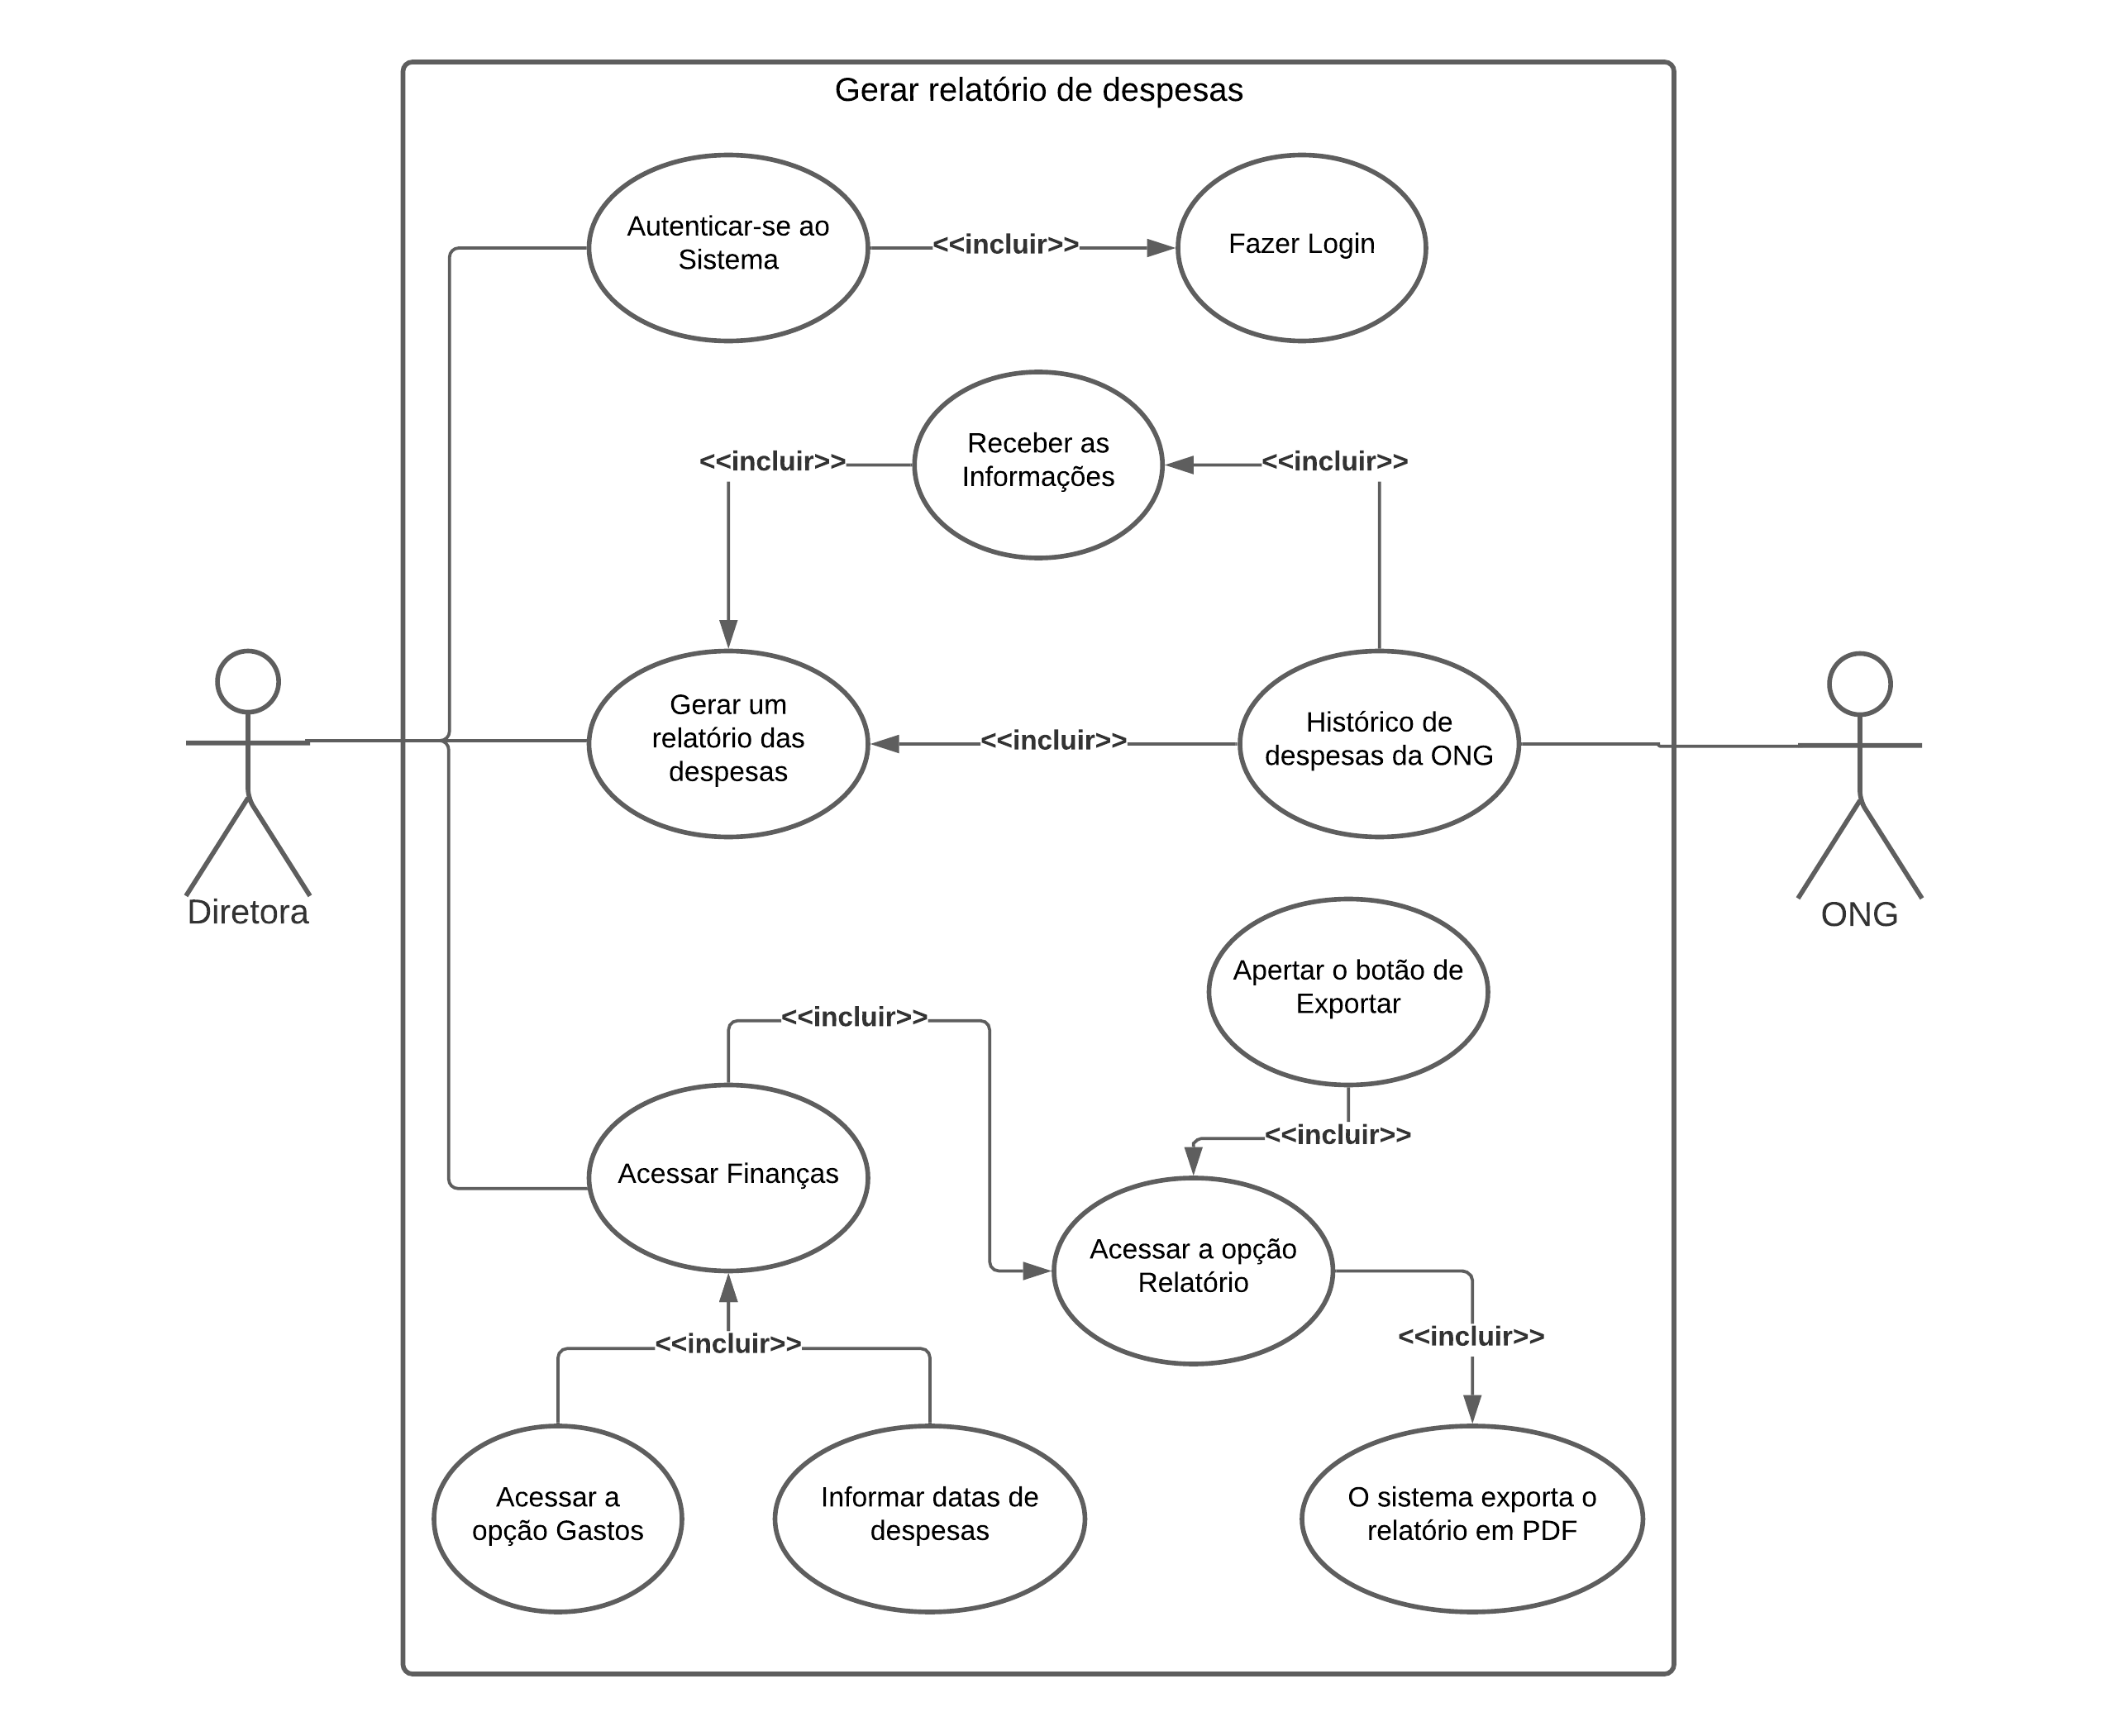 Gerar relatório de despesas
Autenticar-se ao
Sistema
<<incluir>>
Fazer Login
Receber as
Informações
<<incluir>>
<<incluir>>
Gerar um
relatório das
despesas
<<incluir>>
Histórico de
despesas da ONG
Diretora
ONG
Apertar o botão de
Exportar
<<incluir>>
<<incluir>>
Acessar Finanças
Acessar a opção
Relatório
<<incluir>>
<<incluir>>
Acessar a
opção Gastos
Informar datas de
despesas
O sistema exporta o
relatório em PDF